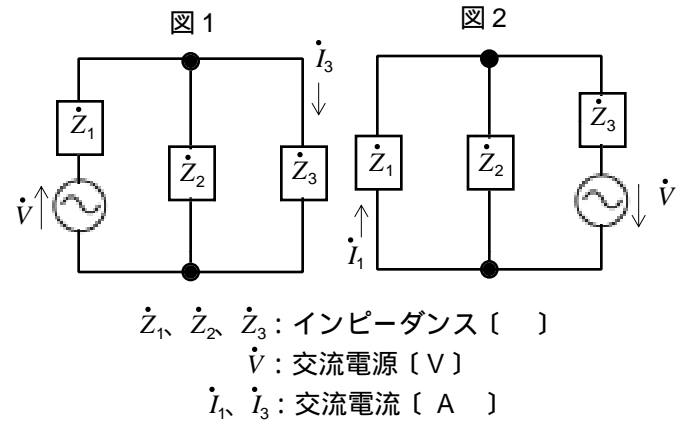 図1
図2
İ3
Ż1
Ż2
Ż3
V̇
Ż1
Ż2
Ż3
V̇
İ1
Ż1、Ż2、Ż3：インピーダンス〔　〕
V̇：交流電源〔V〕
İ1、İ3：交流電流〔A　〕